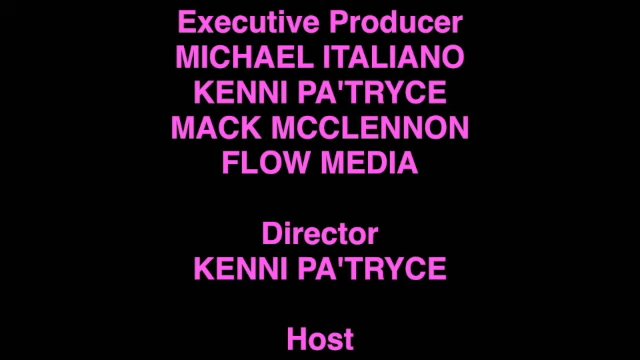 Executive Producer
MICHAEL ITALIANO
KENNI PA'TRYCE
MACK MCCLENNON
FLOW MEDIA
Director
KENNI PA'TRYCE
Host